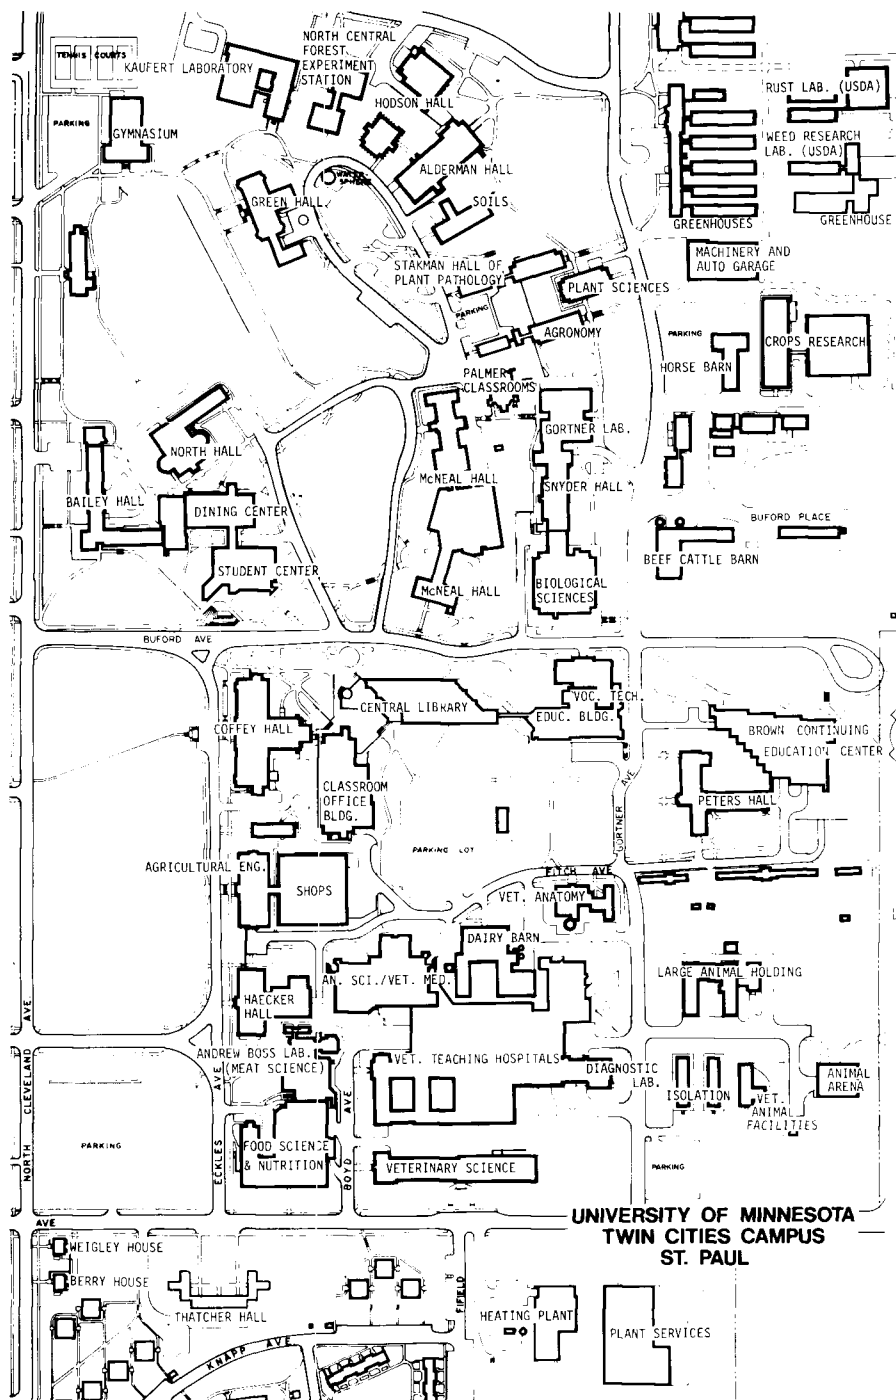 TENNIS COURTS
KAUFERT LABORATORY
NORTH CENTRAL
FOREST
EXPERIMENT
STATION
HODSON HALL
RUST LAB. (USDA)
PARKING
GYMNASIUM
WEED RESEARCH
LAB. (USDA)
ALDERMAN HALL
GREEN HALL
SOILS
GREENHOUSES
GREENHOUSE
STAKMAN HALL OF
PLANT PATHOLOGY
MACHINERY AND
AUTO GARAGE
PLANT SCIENCES
PARKING
AGRONOMY
PARKING
HORSE BARN
CROPS RESEARCH
PALMER
CLASSROOMS
GORTNER LAB.
NORTH HALL
McNEAL HALL
SNYDER HALL
BAILEY HALL
DINING CENTER
BUFORD PLACE
STUDENT CENTER
McNEAL HALL
BIOLOGICAL
SCIENCES
BEEF CATTLE BARN
BUFORD AVE
CENTRAL LIBRARY
VOC. TECH.
EDUC. BLDG.
COFFEY HALL
BROWN CONTINUING
EDUCATION CENTER
CLASSROOM
OFFICE
BLDG.
PETERS HALL
GORTNER AVE
PARKING LOT
AGRICULTURAL ENG.
SHOPS
FITCH AVE
VET. ANATOMY
DAIRY BARN
AN. SCI./VET. MED.
LARGE ANIMAL HOLDING
HAECKER
HALL
ANDREW BOSS LAB.
(MEAT SCIENCE)
VET. TEACHING HOSPITALS
DIAGNOSTIC
LAB.
ISOLATION
VET.
ANIMAL
FACILITIES
ANIMAL
ARENA
NORTH CLEVELAND AVE
ECKLES AVE
BOYD AVE
PARKING
FOOD SCIENCE
& NUTRITION
VETERINARY SCIENCE
PARKING
UNIVERSITY OF MINNESOTA
TWIN CITIES CAMPUS
ST. PAUL
AVE
WEIGLEY HOUSE
BERRY HOUSE
THATCHER HALL
FIFIELD
HEATING PLANT
PLANT SERVICES
KNAPP AVE